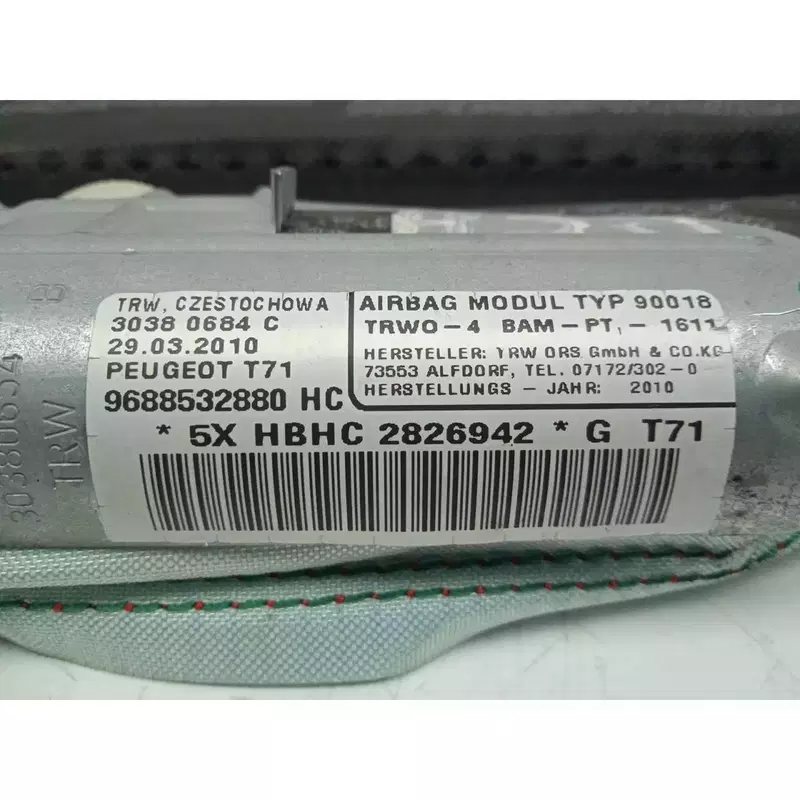 TRW, CZESTOCHOWA
3038 0684 C
29.03.2010
PEUGEOT T71
9688532880 HC
AIRBAG MODUL TYP 90018
TRWO-4 BAM-PT, -1611
HERSTELLER: TRW ORS GmbH & CO.KG
73553 ALFDORF, TEL. 07172/302-0
HERSTELLUNGS - JAHR: 2010
* 5X HBHC 2826942 * G T71
30380654 B
TRW